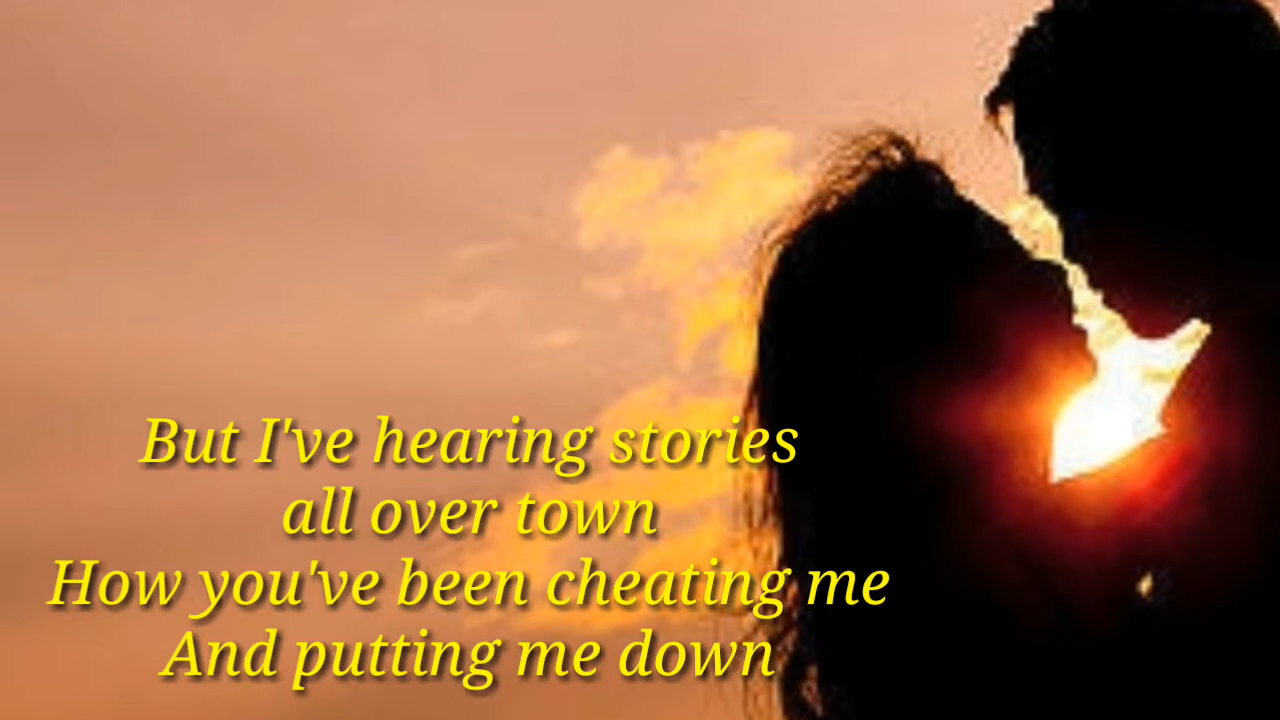 But I've hearing stories
all over town
How you've been cheating me
And putting me down